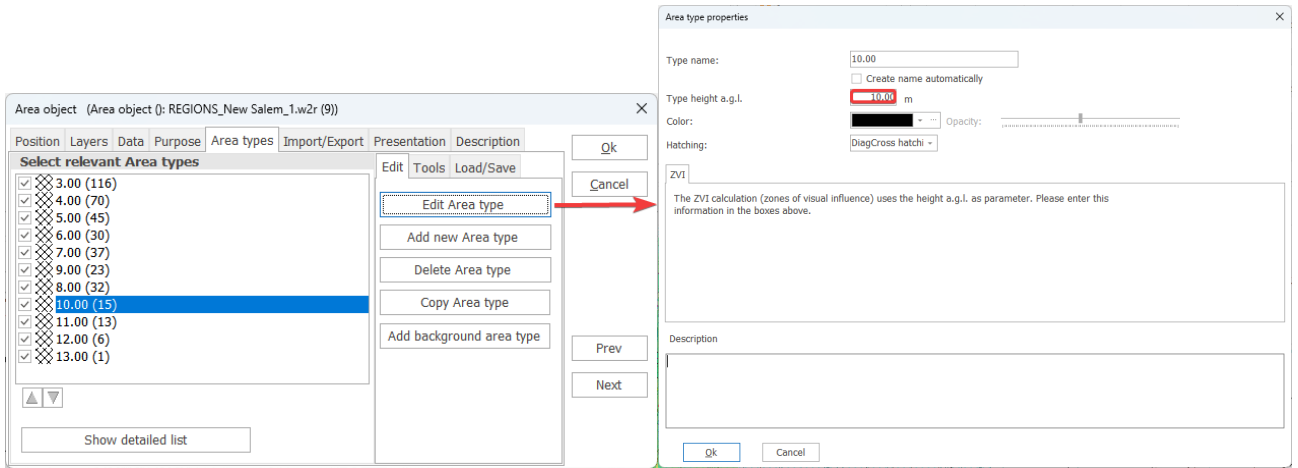 Area object (Area object (): REGIONS_New Salem_1.w2r (9))
Position Layers Data Purpose Area types Import/Export Presentation Description
Select relevant Area types
3.00 (116)
4.00 (70)
5.00 (45)
6.00 (30)
7.00 (37)
9.00 (23)
8.00 (32)
10.00 (15)
11.00 (13)
12.00 (6)
13.00 (1)
Show detailed list
Edit Tools Load/Save
Edit Area type
Add new Area type
Delete Area type
Copy Area type
Add background area type
Ok
Cancel
Prev
Next
Area type properties
Type name: 10.00
Create name automatically
Type height a.g.l. 10.00 m
Color: ... Opacity:
Hatching: DiagCross hatchi
ZVI
The ZVI calculation (zones of visual influence) uses the height a.g.l. as parameter. Please enter this
information in the boxes above.
Description
Ok Cancel